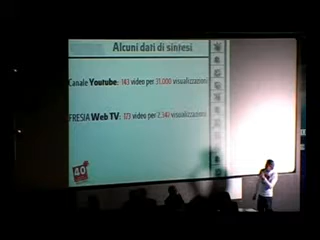 Alcuni dati di sintesi
Canale Youtube: 143 video per 31.000 visualizzazioni
FRESIA Web TV: 173 video per 2.340 visualizzazioni
40